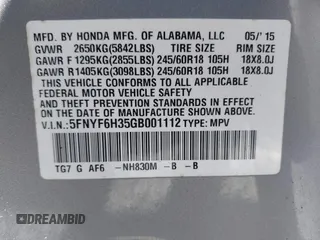 MFD. BY HONDA MFG. OF ALABAMA, LLC 05/'15
GVWR 2650KG(5842LBS) TIRE SIZE RIM SIZE
GAWR F 1295KG(2855LBS) 245/60R18 105H 18X8.0J
GAWR R 1405KG(3098LBS) 245/60R18 105H 18X8.0J
THIS VEHICLE CONFORMS TO ALL APPLICABLE
FEDERAL MOTOR VEHICLE SAFETY AND THEFT
PREVENTION STANDARDS IN EFFECT ON THE DATE
OF MANUFACTURE SHOWN ABOVE.
V.I.N.: 5FNYF6H35GB001112 TYPE: MPV
TG7 G AF6 -NH830M -B -B
CLEARBID